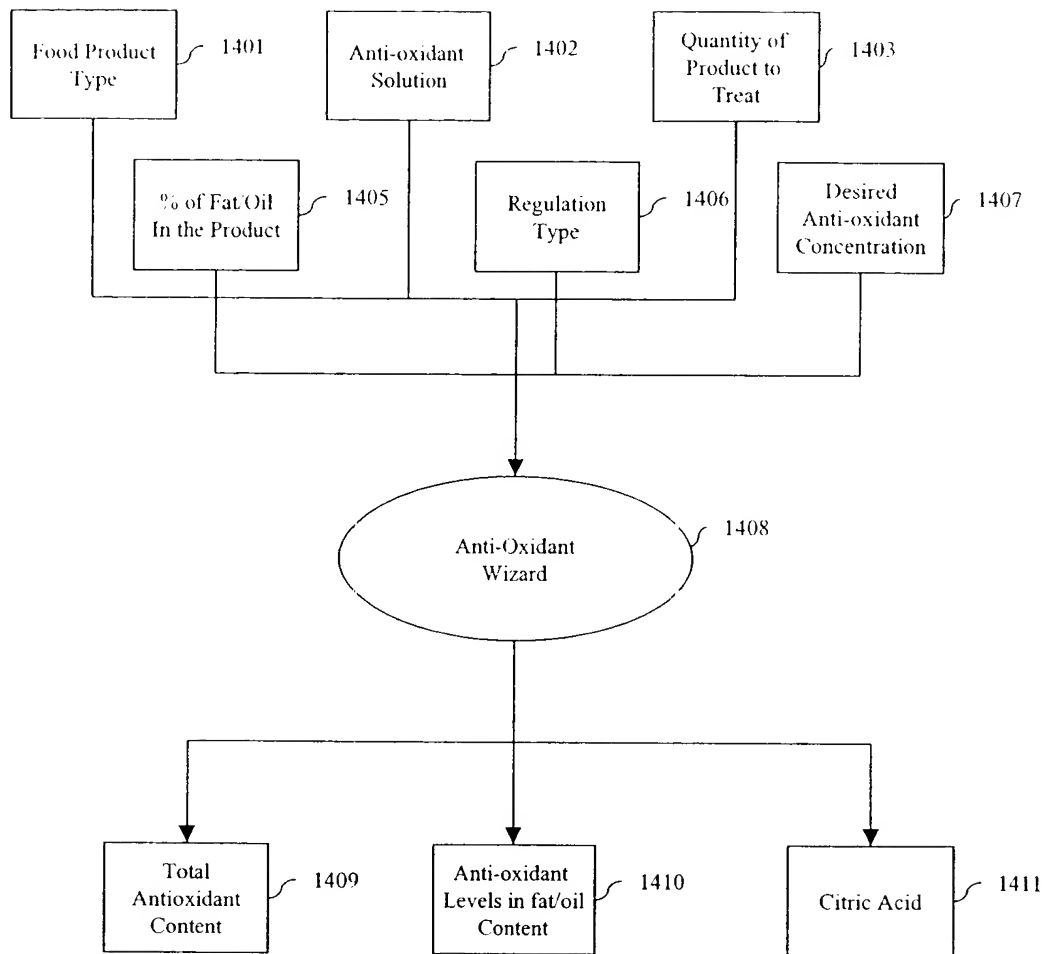 Food Product
Type
1401
Anti-oxidant
Solution
1402
Quantity of
Product to
Treat
1403
% of Fat/Oil
In the Product
1405
Regulation
Type
1406
Desired
Anti-oxidant
Concentration
1407
Anti-Oxidant
Wizard
1408
Total
Antioxidant
Content
1409
Anti-oxidant
Levels in fat/oil
Content
1410
Citric Acid
1411